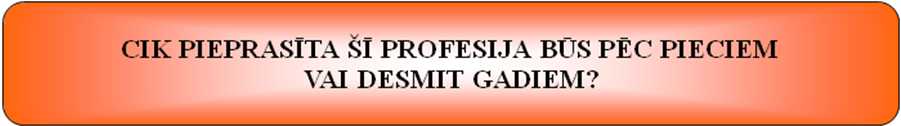 CIK PIEPRASĪTA ŠĪ PROFESIJA BŪS PĒC PIECIEM
VAI DESMIT GADIEM?